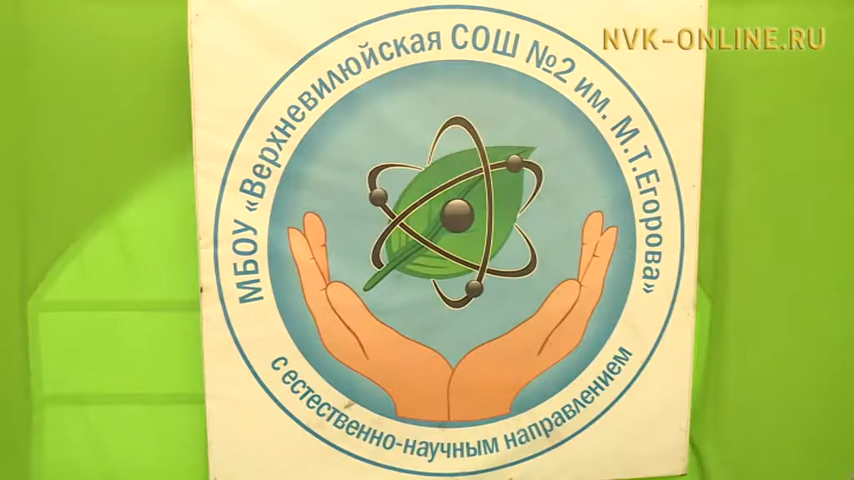 NVK-ONLINE.RU
МБОУ «Верхневилюйская СОШ №2 им. М.Т.Егорова»
с естественно-научным направлением